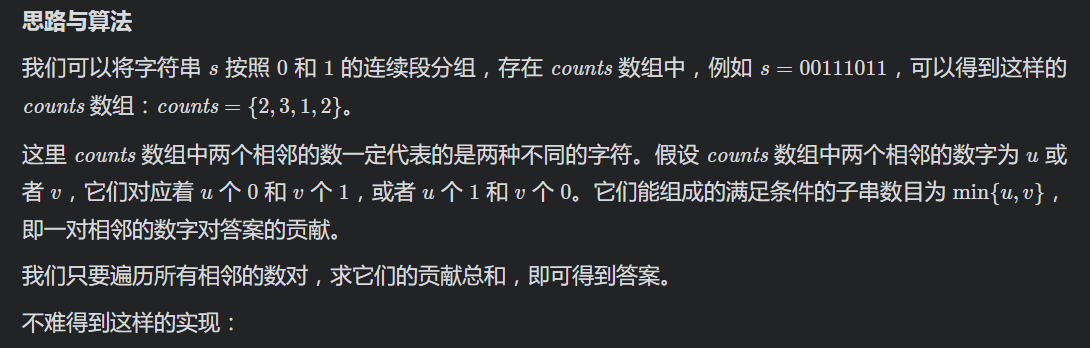 思路与算法
我们可以将字符串 s 按照 0 和 1 的连续段分组，存在 counts 数组中，例如 s = 00111011，可以得到这样的
counts 数组：counts = {2, 3, 1, 2}。
这里 counts 数组中两个相邻的数一定代表的是两种不同的字符。假设 counts 数组中两个相邻的数字为 u 或
者 v，它们对应着 u 个 0 和 v 个 1，或者 u 个 1 和 v 个 0。它们能组成的满足条件的子串数目为 min{u, v}，
即一对相邻的数字对答案的贡献。
我们只要遍历所有相邻的数对，求它们的贡献总和，即可得到答案。
不难得到这样的实现：